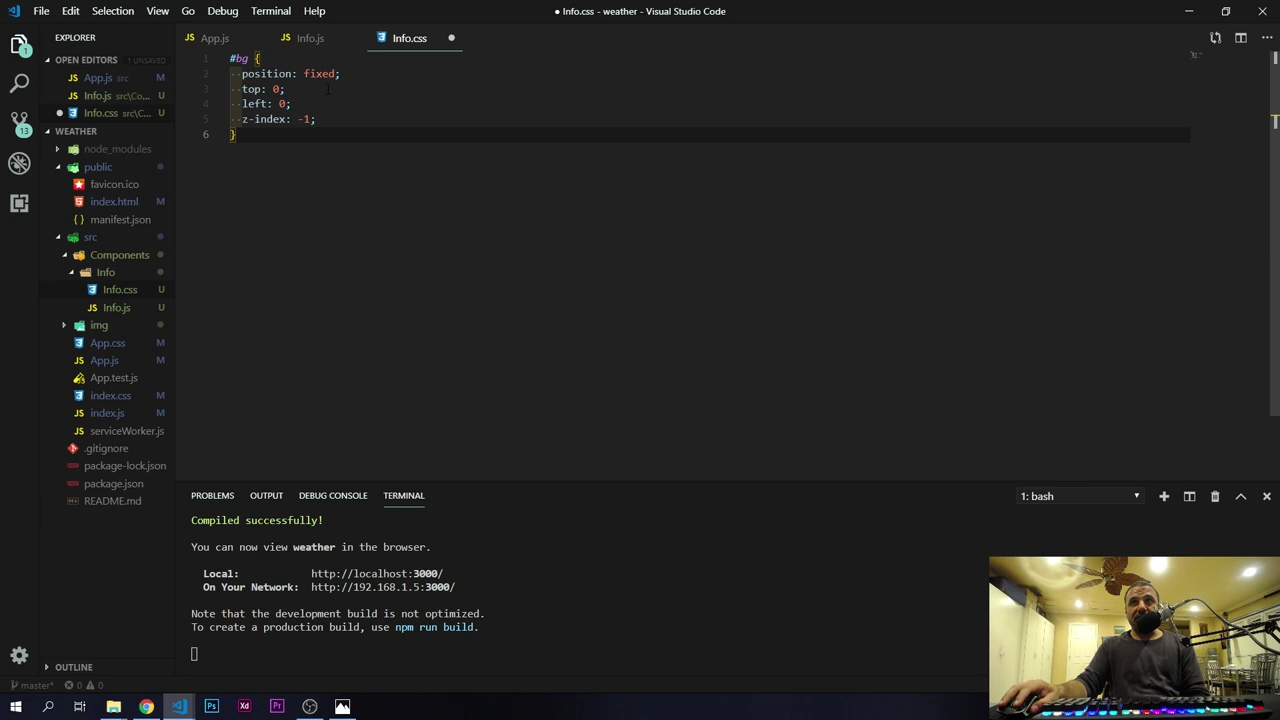 File Edit Selection View Go Debug Terminal Help
● Info.css - weather - Visual Studio Code
EXPLORER
OPEN EDITORS 1 UNSAVED
App.js src M
Info.js src\Co... U
Info.css src\C... U
WEATHER
node_modules
public
favicon.ico
index.html M
manifest.json
src
Components
Info
Info.css U
Info.js U
img
App.css M
App.js M
App.test.js
index.css M
index.js M
serviceWorker.js
.gitignore
package-lock.json
package.json
README.md
OUTLINE
1
13
App.js
Info.js
Info.css
1 #bg {
2 position: fixed;
3 top: 0;
4 left: 0;
5 z-index: -1;
6 }
PROBLEMS OUTPUT DEBUG CONSOLE TERMINAL
1: bash
Compiled successfully!
You can now view weather in the browser.
Local: http://localhost:3000/
On Your Network: http://192.168.1.5:3000/
Note that the development build is not optimized.
To create a production build, use npm run build.
master* 0 0
Ps Xd Pr